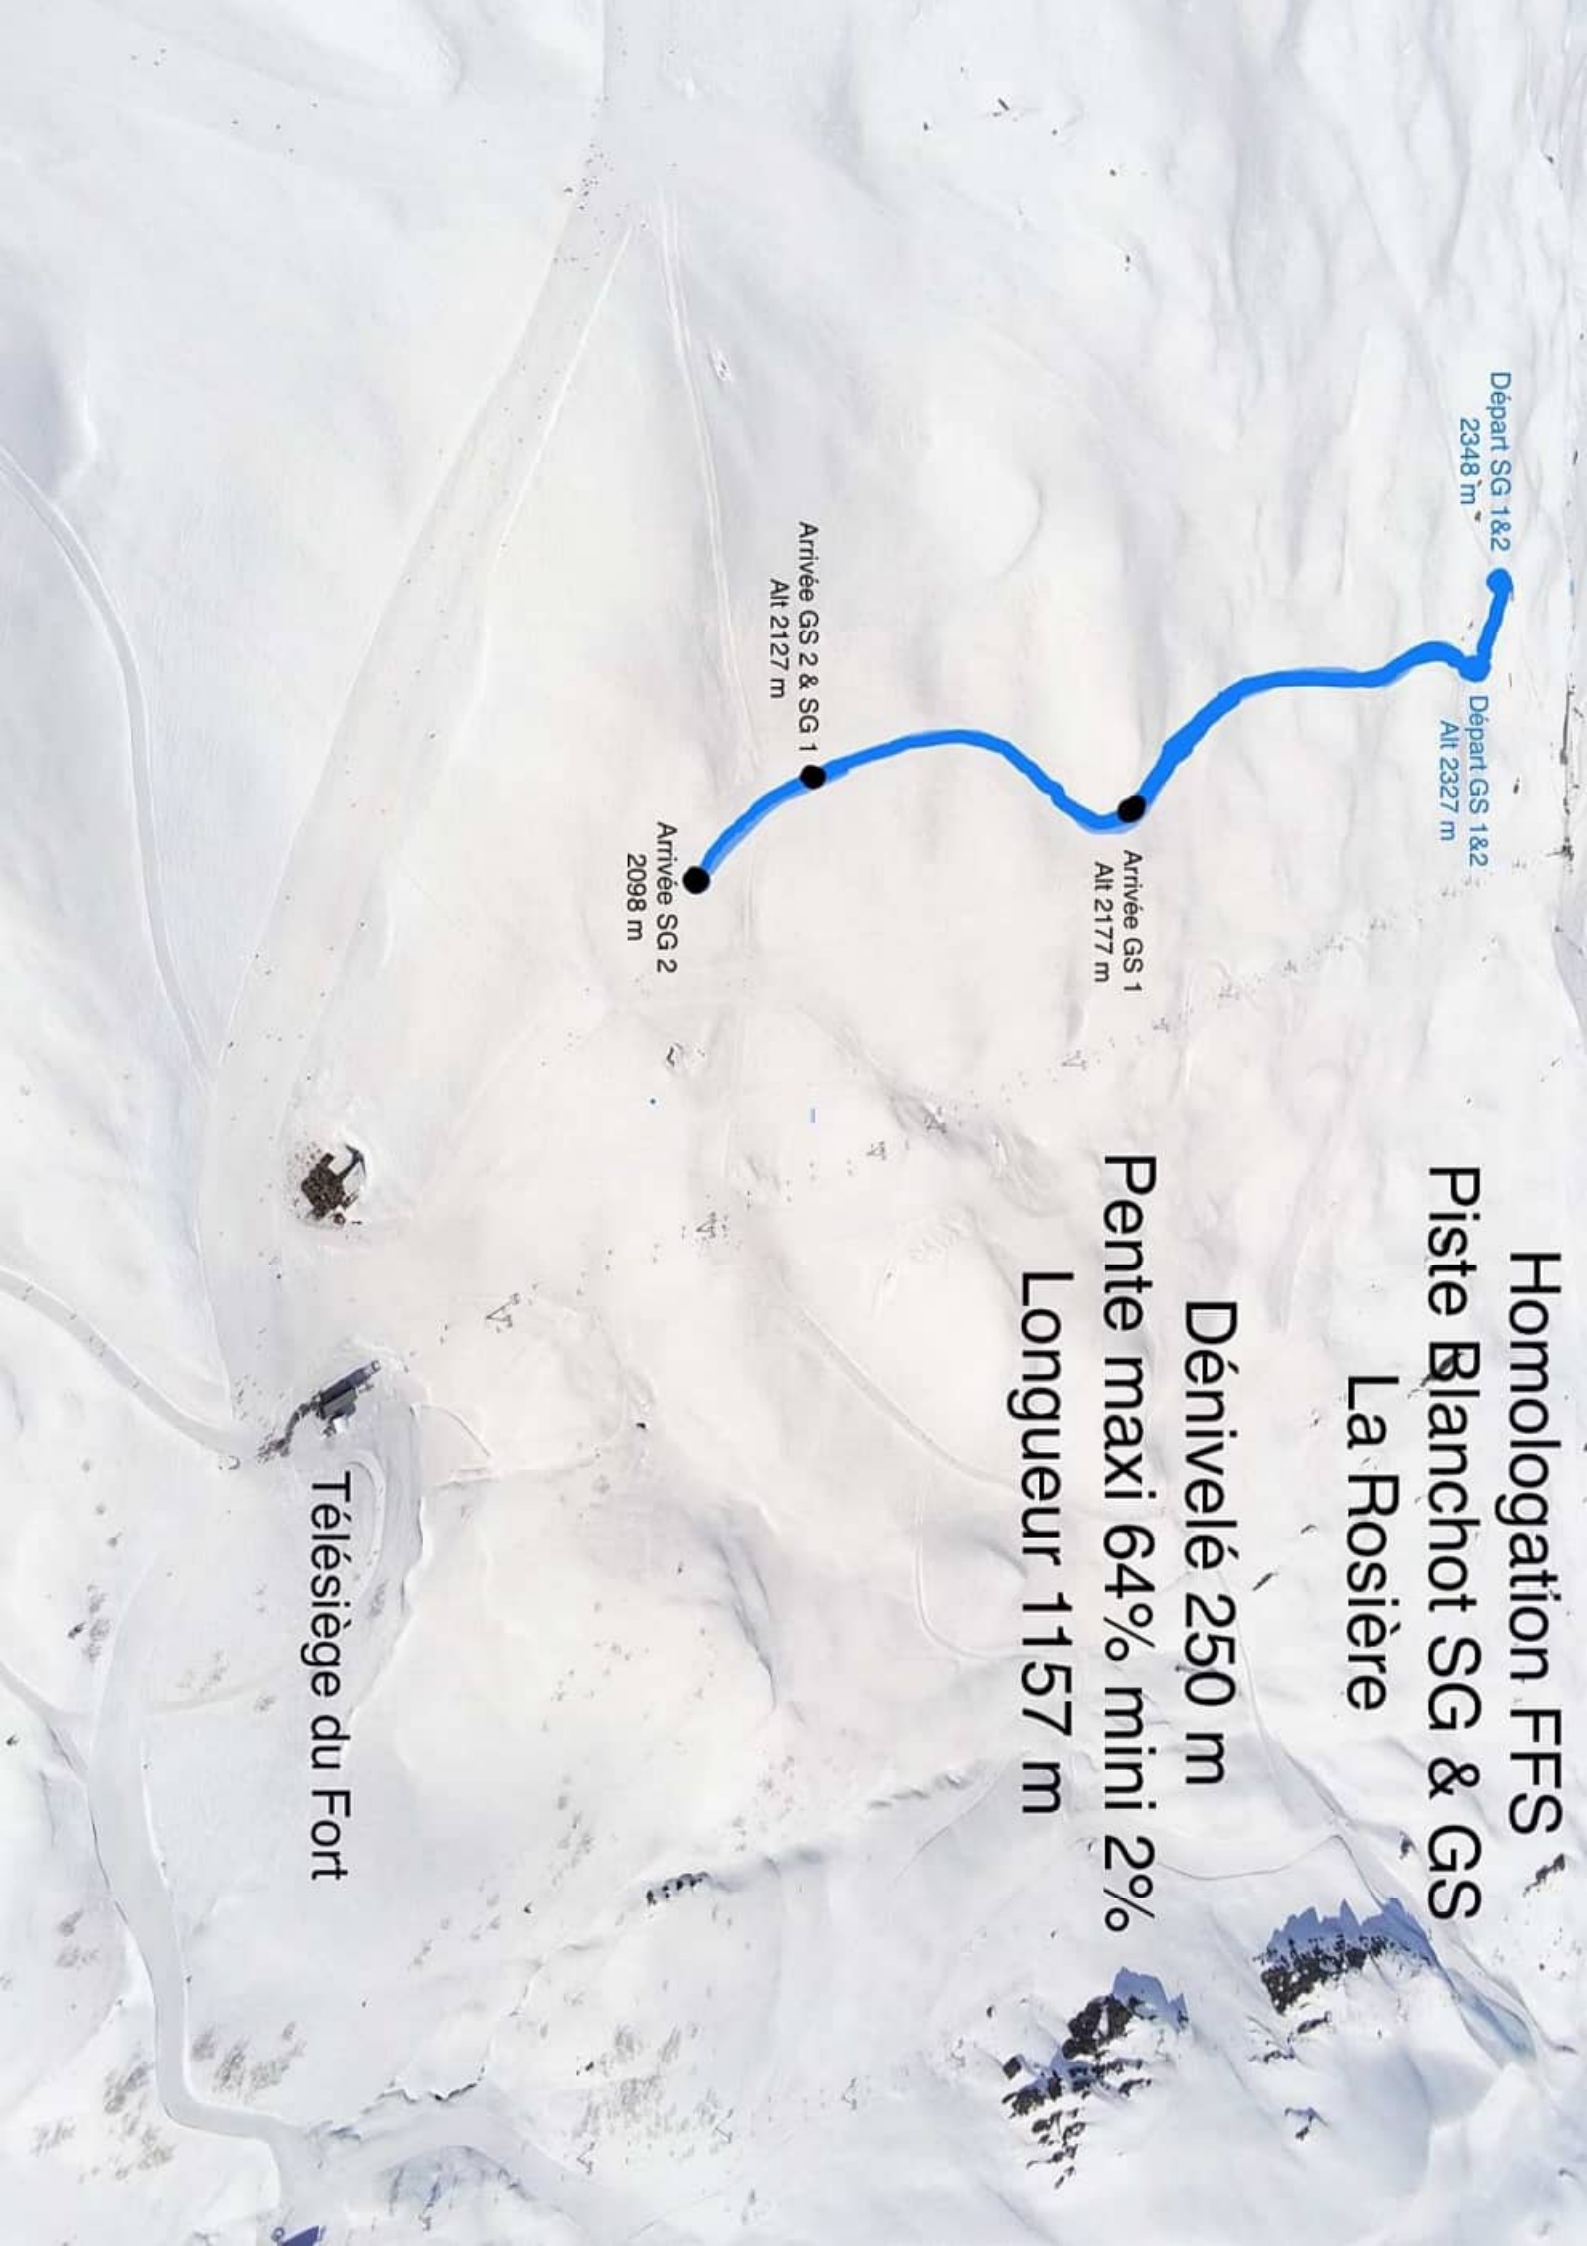 Homologation FFS
Piste Blanchot SG & GS
La Rosière
Dénivelé 250 m
Pente maxi 64% mini 2%
Longueur 1157 m
Départ SG 1&2
2348 m
Départ GS 1&2
Alt 2327 m
Arrivée GS 1
Alt 2177 m
Arrivée GS 2 & SG 1
Alt 2127 m
Arrivée SG 2
2098 m
Télésiège du Fort